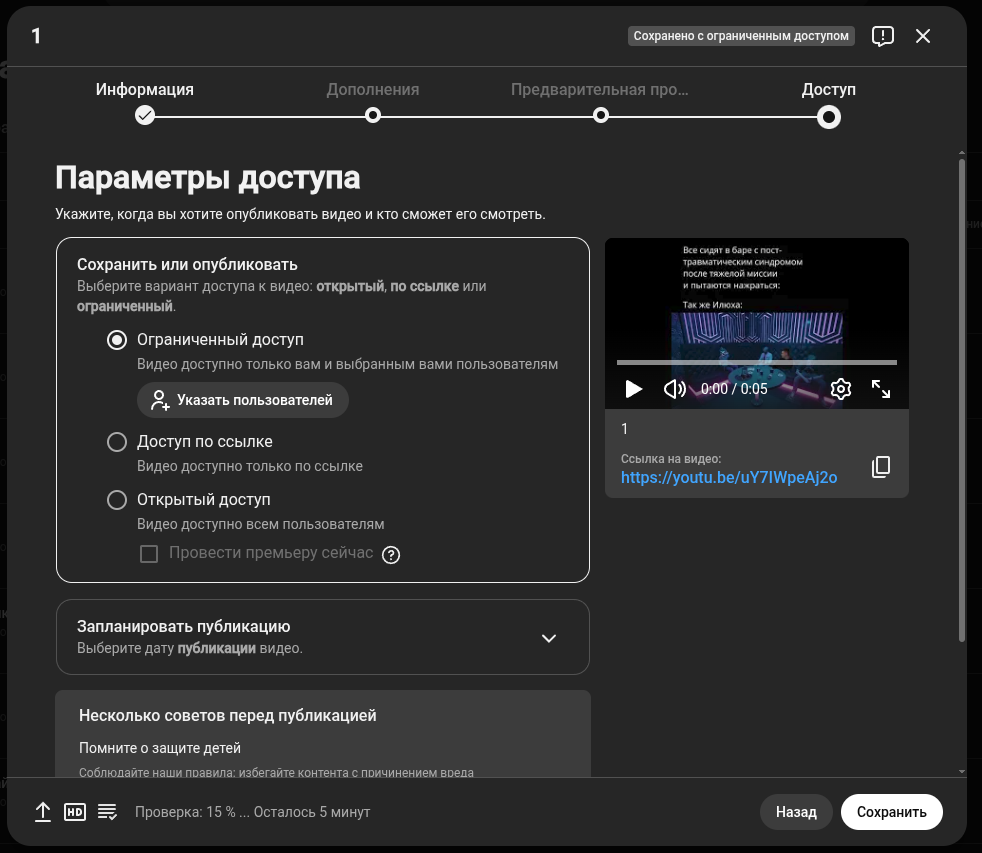 1
Сохранено с ограниченным доступом
Информация
Дополнения
Предварительная про…
Доступ
Параметры доступа
Укажите, когда вы хотите опубликовать видео и кто сможет его смотреть.
Сохранить или опубликовать
Выберите вариант доступа к видео: открытый, по ссылке или
ограниченный.
Ограниченный доступ
Видео доступно только вам и выбранным вами пользователям
Указать пользователей
Доступ по ссылке
Видео доступно только по ссылке
Открытый доступ
Видео доступно всем пользователям
Провести премьеру сейчас ?
Запланировать публикацию
Выберите дату публикации видео.
Несколько советов перед публикацией
Помните о защите детей
Соблюдайте наши правила: избегайте контента с причинением вреда
Все сидят в баре с пост-
травматическим синдромом
после тяжелой миссии
и пытаются нажраться:
Так же Илюха:
0:00 / 0:05
1
Ссылка на видео:
https://youtu.be/uY7IWpeAj2o
HD
Проверка: 15 % ... Осталось 5 минут
Назад
Сохранить